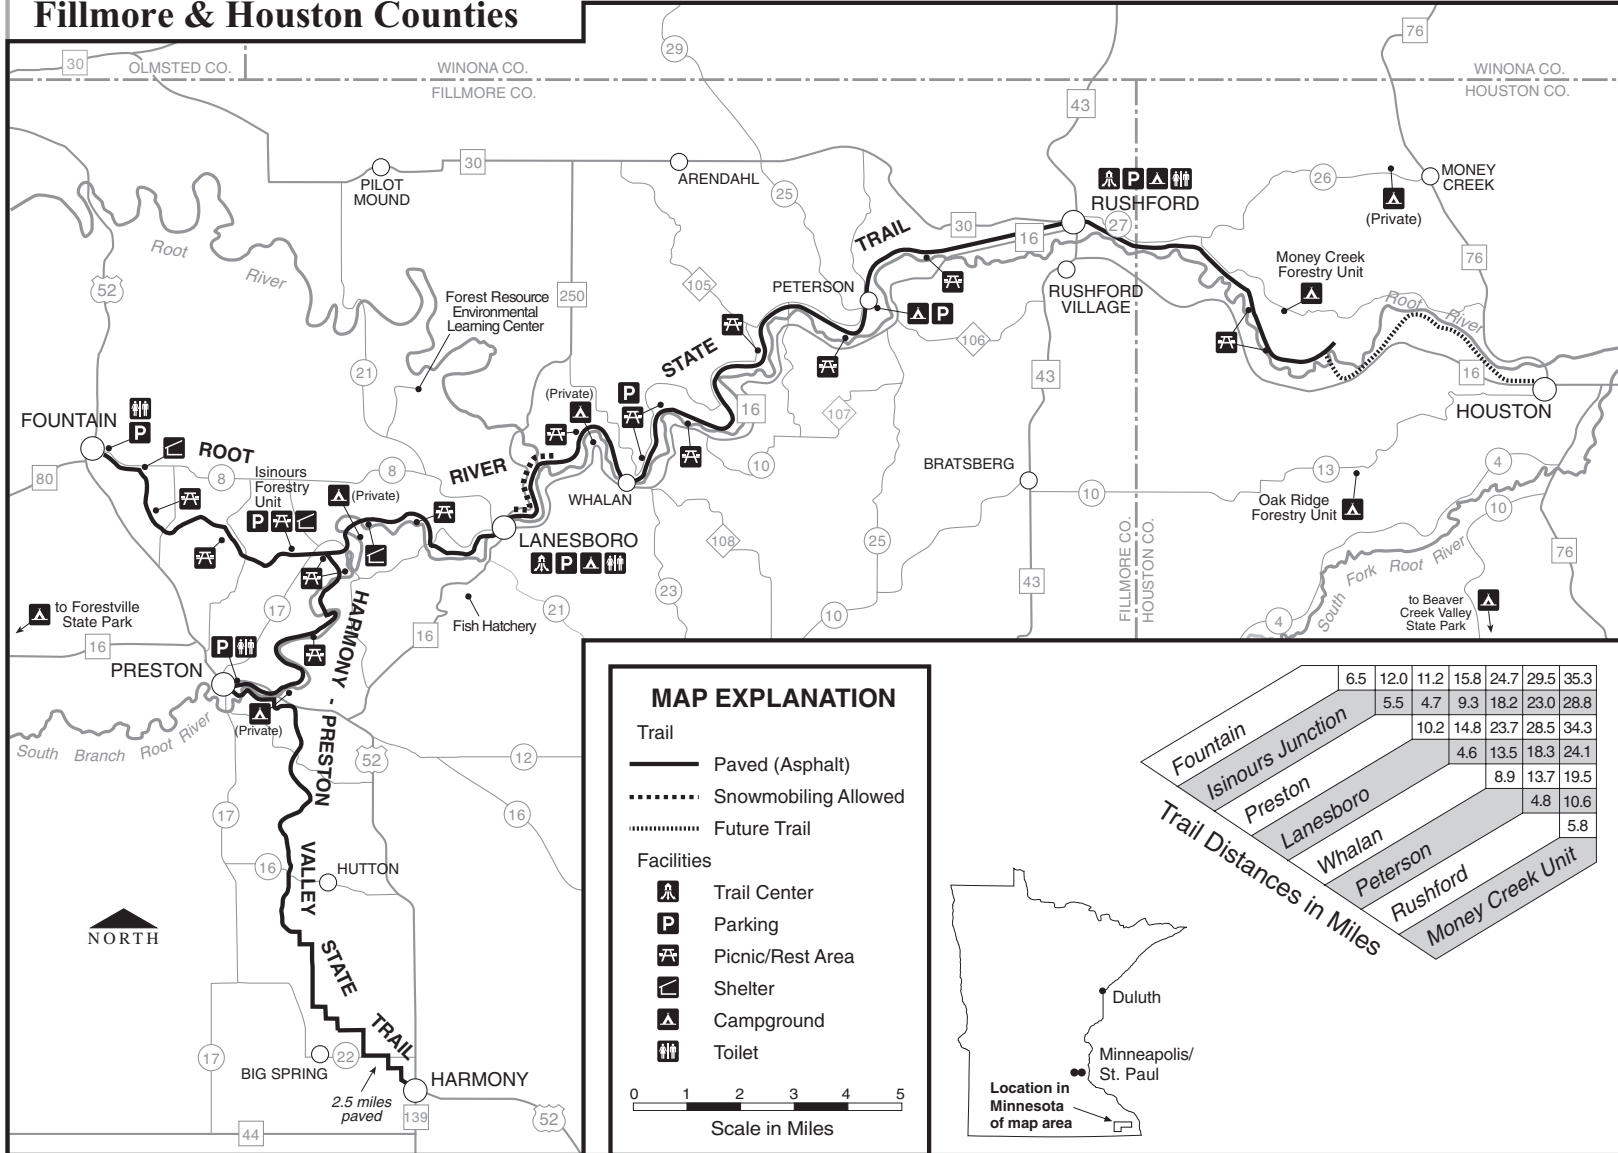 Fillmore & Houston Counties
30
OLMSTED CO.
WINONA CO.
FILLMORE CO.
29
76
WINONA CO.
HOUSTON CO.
43
30
PILOT
MOUND
ARENDAHL
25
P
RUSHFORD
26
MONEY
CREEK
(Private)
Root
River
52
30
16
27
TRAIL
76
Money Creek
Forestry Unit
105
PETERSON
P
RUSHFORD
VILLAGE
250
Forest Resource
Environmental
Learning Center
Root
River
106
STATE
21
43
16
(Private)
P
16
107
HOUSTON
FOUNTAIN
P
ROOT
8
8
RIVER
WHALAN
10
BRATSBERG
10
13
4
80
Isinours
Forestry
Unit
P
(Private)
Oak Ridge
Forestry Unit
10
LANESBORO
P
108
25
FILLMORE CO.
HOUSTON CO.
South Fork Root River
76
17
21
23
10
43
4
to Forestville
State Park
HARMONY - PRESTON
VALLEY
STATE
TRAIL
Fish Hatchery
to Beaver
Creek Valley
State Park
16
16
P
PRESTON
(Private)
South Branch Root River
52
12
17
16
16
HUTTON
NORTH
17
22
BIG SPRING
2.5 miles
paved
HARMONY
139
52
44
MAP EXPLANATION
Trail
Paved (Asphalt)
Snowmobiling Allowed
Future Trail
Facilities
Trail Center
P Parking
Picnic/Rest Area
Shelter
Campground
Toilet
0 1 2 3 4 5
Scale in Miles
Duluth
Minneapolis/
St. Paul
Location in
Minnesota
of map area
6.5 12.0 11.2 15.8 24.7 29.5 35.3
5.5 4.7 9.3 18.2 23.0 28.8
10.2 14.8 23.7 28.5 34.3
4.6 13.5 18.3 24.1
8.9 13.7 19.5
4.8 10.6
5.8
Fountain
Isinours Junction
Preston
Lanesboro
Whalan
Peterson
Rushford
Money Creek Unit
Trail Distances in Miles